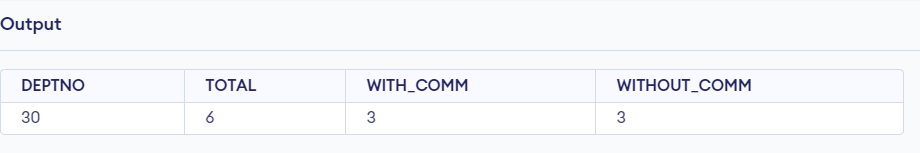 Output
DEPTNO TOTAL WITH_COMM WITHOUT_COMM
30 6 3 3